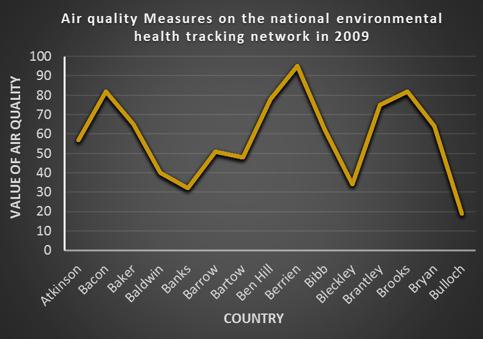 Air quality Measures on the national environmental
health tracking network in 2009
VALUE OF AIR QUALITY
100
90
80
70
60
50
40
30
20
10
0
Atkinson
Bacon
Baker
Baldwin
Banks
Barrow
Bartow
Ben Hill
Berrien
Bibb
Bleckley
Brantley
Brooks
Bryan
Bulloch
COUNTRY